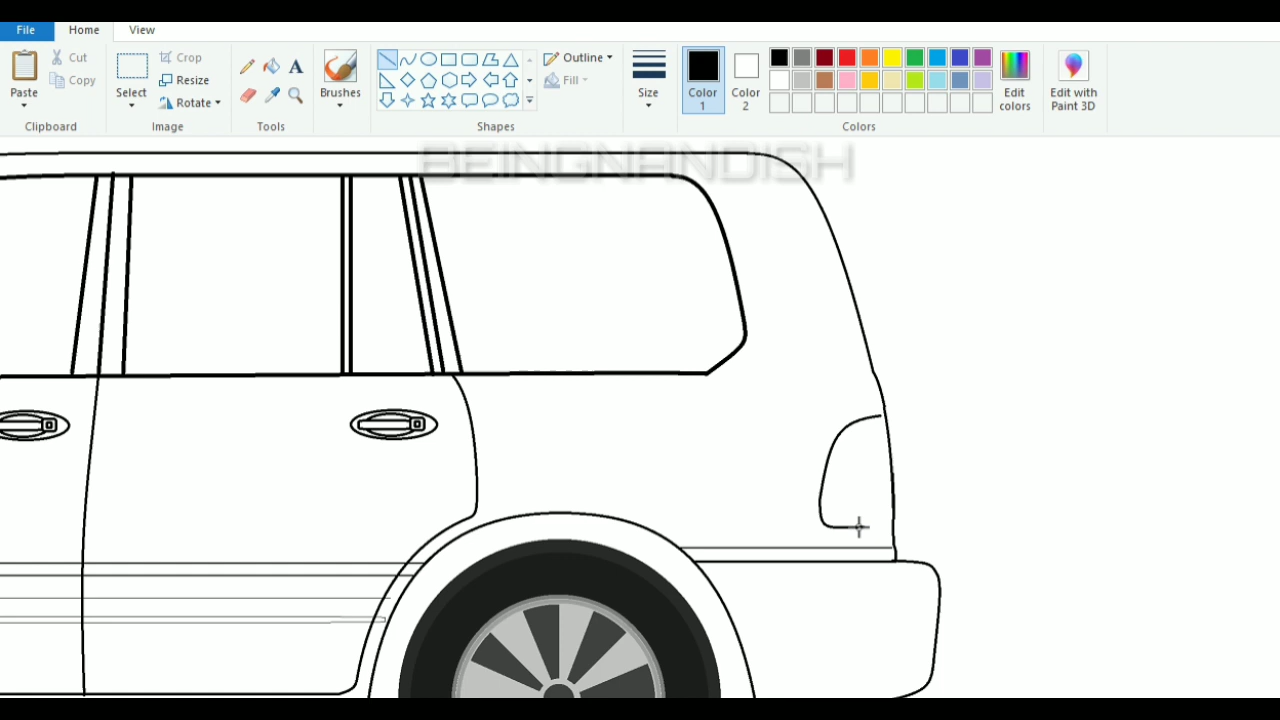 File Home View
Cut
Copy
Paste
Clipboard
Select
Crop
Resize
Rotate
Image
A
Tools
Brushes
Outline
Fill
Shapes
Size
Color 1
Color 2
Edit colors
Edit with Paint 3D
Colors
BEINGNANDISH